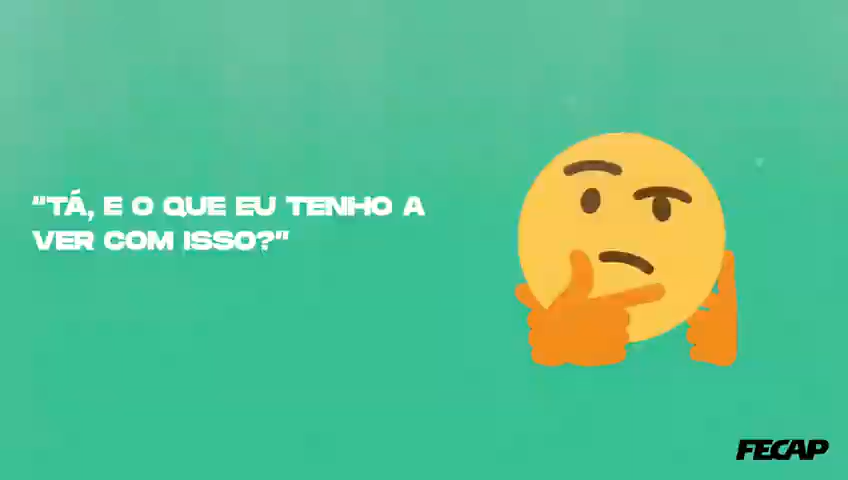 “TÁ, E O QUE EU TENHO A
VER COM ISSO?”
FECAP